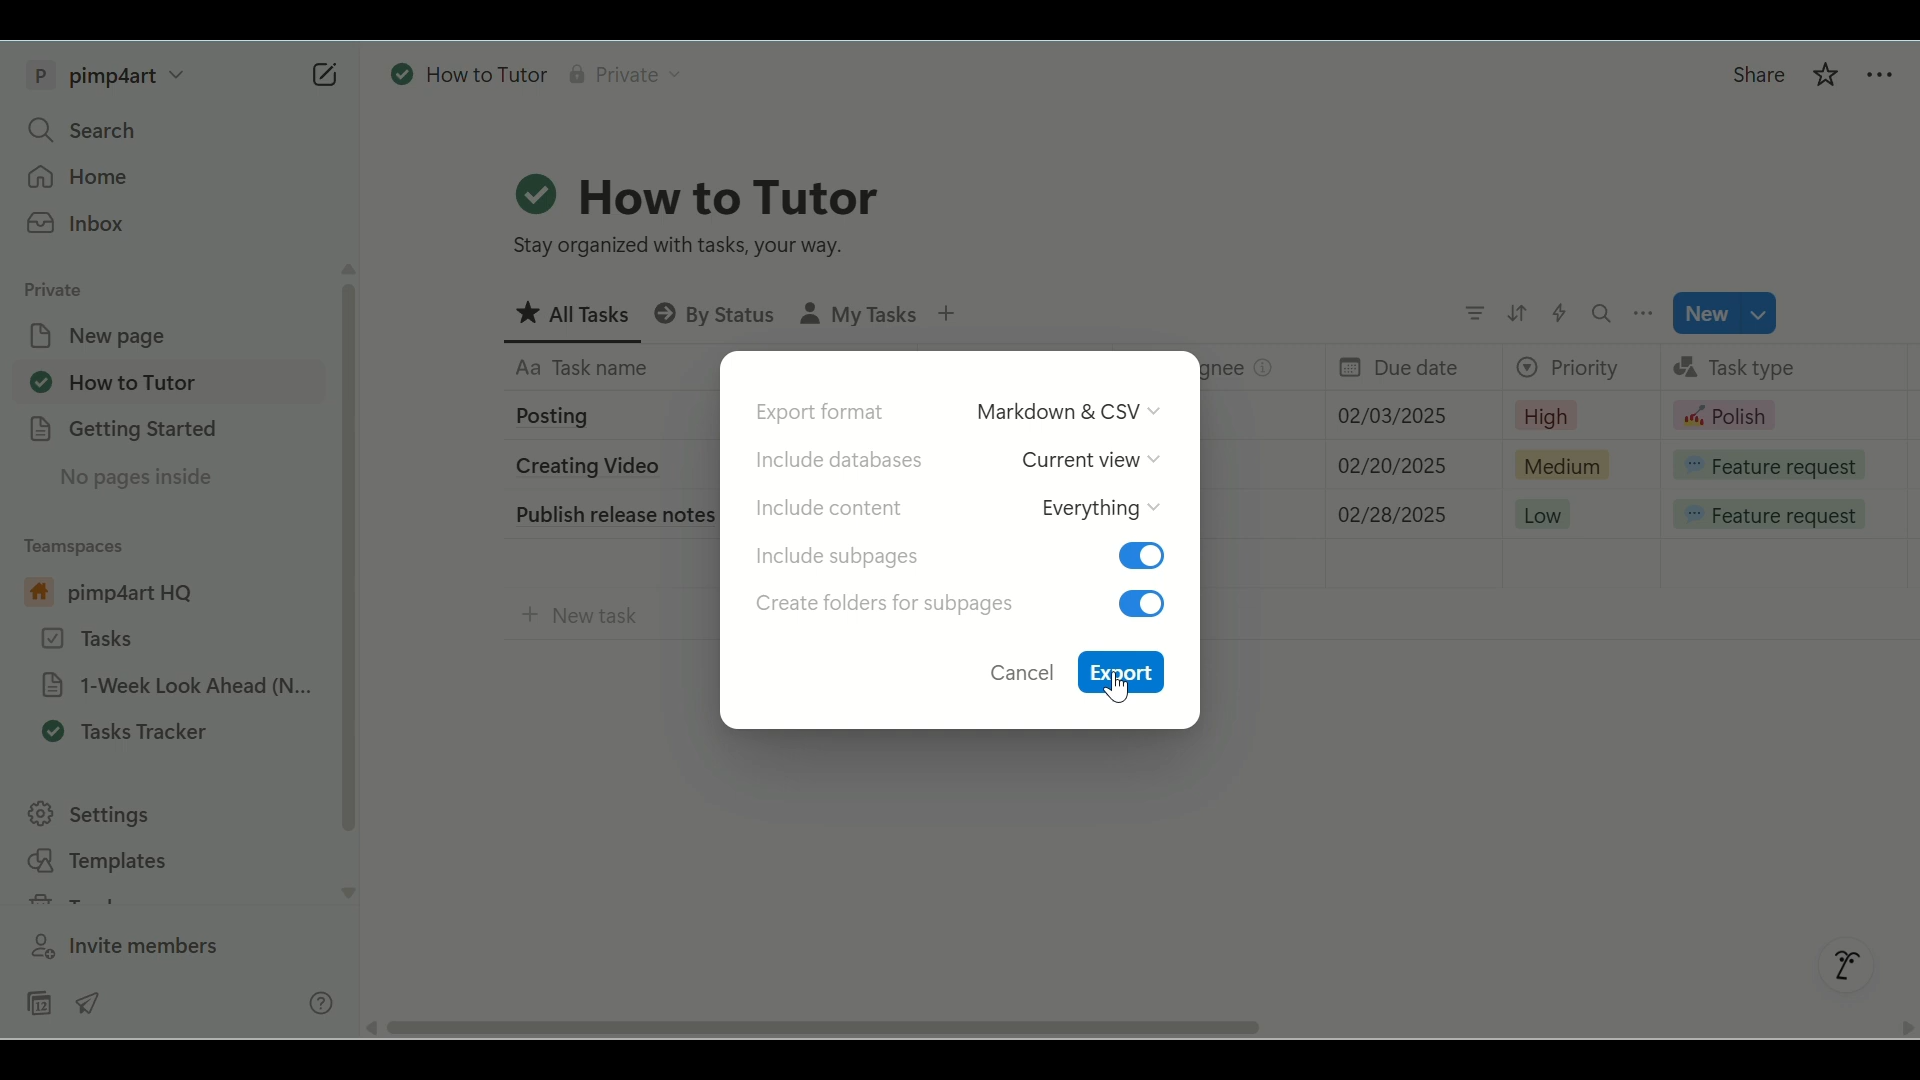 P pimp4art
Search
Home
Inbox
Private
New page
How to Tutor
Getting Started
No pages inside
Teamspaces
pimp4art HQ
Tasks
1-Week Look Ahead (N...
Tasks Tracker
Settings
Templates
Invite members
12
How to Tutor Private
Share
How to Tutor
Stay organized with tasks, your way.
All Tasks By Status My Tasks
New
Aa Task name
Due date Priority Task type
Posting 02/03/2025 High Polish
Creating Video 02/20/2025 Medium Feature request
Publish release notes 02/28/2025 Low Feature request
+ New task
Export format Markdown & CSV
Include databases Current view
Include content Everything
Include subpages
Create folders for subpages
Cancel Export